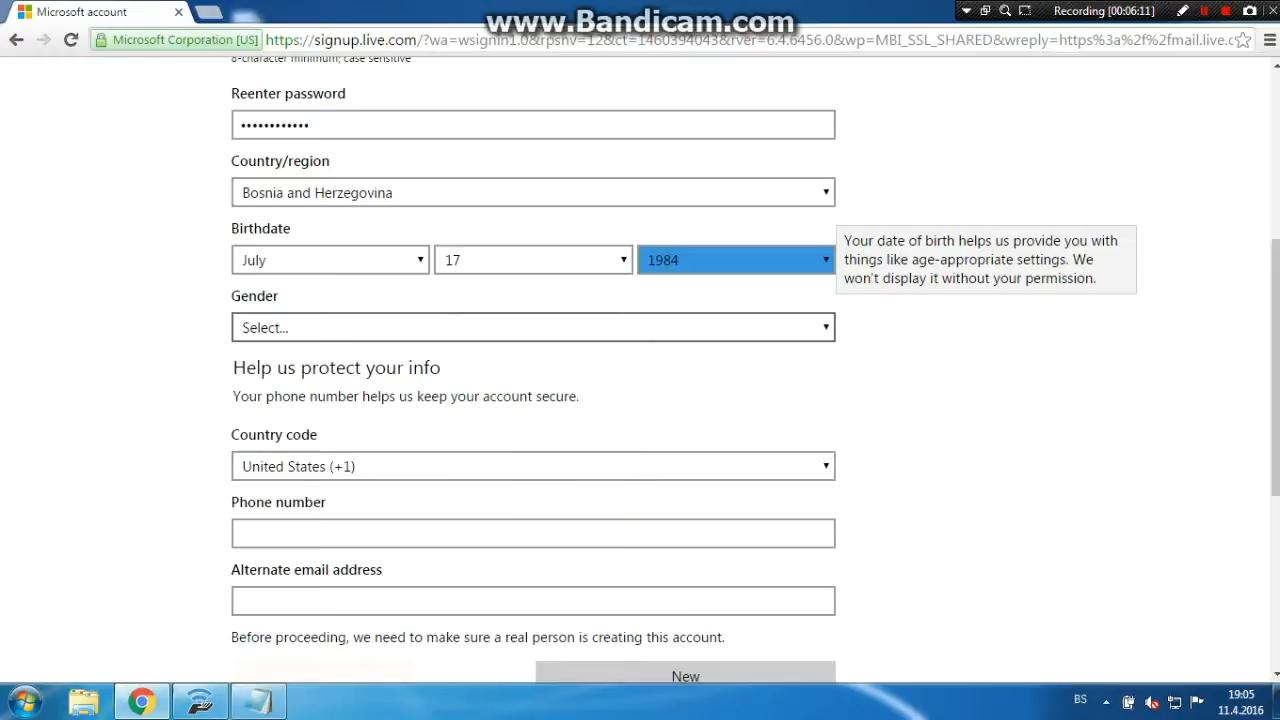 www.Bandicam.com
Microsoft account
Recording [00:06:11]
Microsoft Corporation [US]
https://signup.live.com/?wa=wsignin1.0&rpsnv=12&ct=1460394043&rver=6.4.6456.0&wp=MBI_SSL_SHARED&wreply=https%3a%2f%2fmail.live.c
8-character minimum; case sensitive
Reenter password
••••••••••••
Country/region
Bosnia and Herzegovina
Birthdate
July
17
1984
Your date of birth helps us provide you with
things like age-appropriate settings. We
won't display it without your permission.
Gender
Select...
Help us protect your info
Your phone number helps us keep your account secure.
Country code
United States (+1)
Phone number
Alternate email address
Before proceeding, we need to make sure a real person is creating this account.
New
BS
19:05
11.4.2016